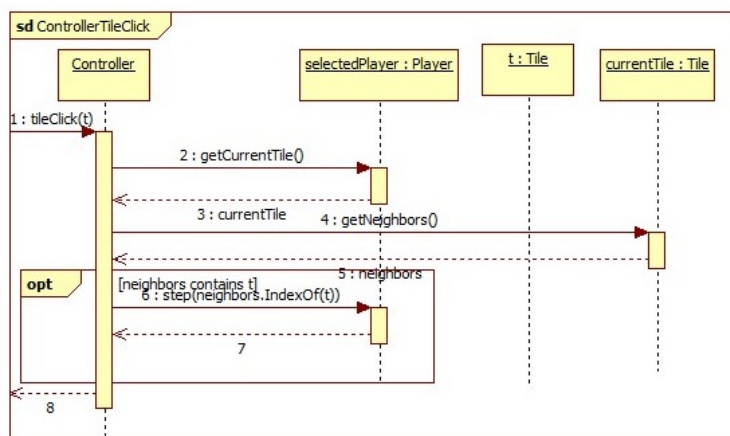 sd ControllerTileClick
Controller
selectedPlayer : Player
t : Tile
currentTile : Tile
1 : tileClick(t)
2 : getCurrentTile()
3 : currentTile
4 : getNeighbors()
5 : neighbors
opt
[neighbors contains t]
6 : step(neighbors.IndexOf(t))
7
8